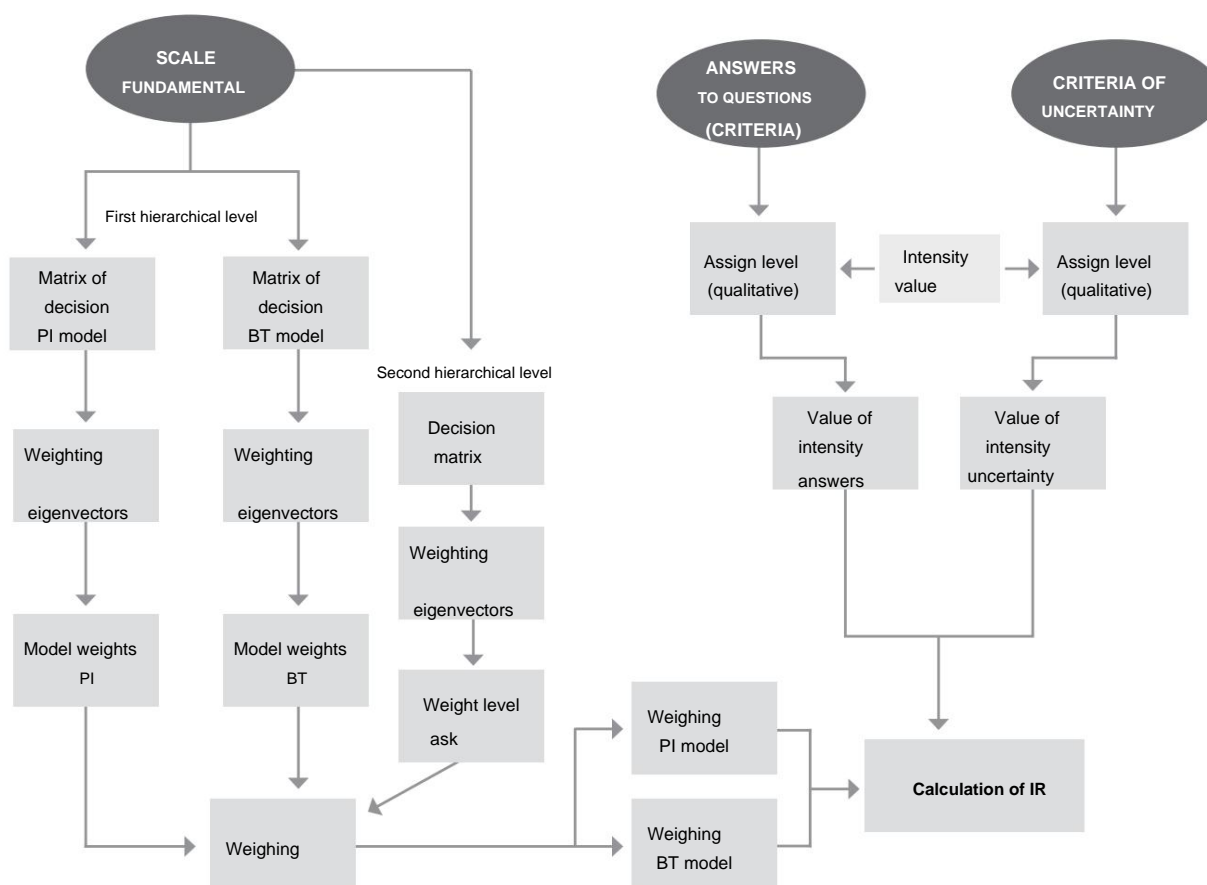 SCALE
FUNDAMENTAL
ANSWERS
TO QUESTIONS
(CRITERIA)
CRITERIA OF
UNCERTAINTY
First hierarchical level
Matrix of
decision
PI model
Matrix of
decision
BT model
Assign level
(qualitative)
Intensity
value
Assign level
(qualitative)
Second hierarchical level
Weighting
eigenvectors
Weighting
eigenvectors
Decision
matrix
Value of
intensity
answers
Value of
intensity
uncertainty
Weighting
eigenvectors
Model weights
PI
Model weights
BT
Weight level
ask
Weighing
PI model
Calculation of IR
Weighing
Weighing
BT model